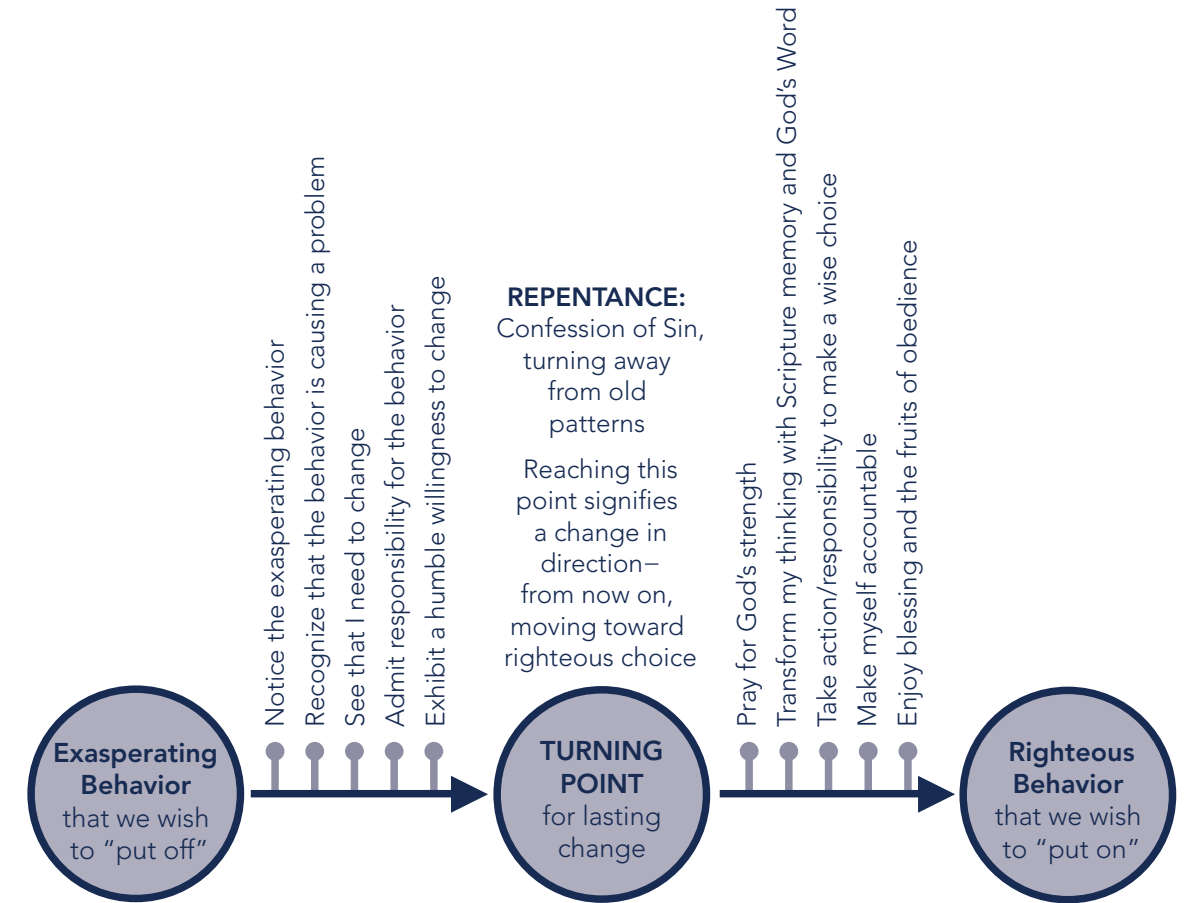 Exasperating
Behavior
that we wish
to “put off”
Notice the exasperating behavior
Recognize that the behavior is causing a problem
See that I need to change
Admit responsibility for the behavior
Exhibit a humble willingness to change
REPENTANCE:
Confession of Sin,
turning away
from old
patterns
Reaching this
point signifies
a change in
direction–
from now on,
moving toward
righteous choice
TURNING
POINT
for lasting
change
Pray for God’s strength
Transform my thinking with Scripture memory and God’s Word
Take action/responsibility to make a wise choice
Make myself accountable
Enjoy blessing and the fruits of obedience
Righteous
Behavior
that we wish
to “put on”